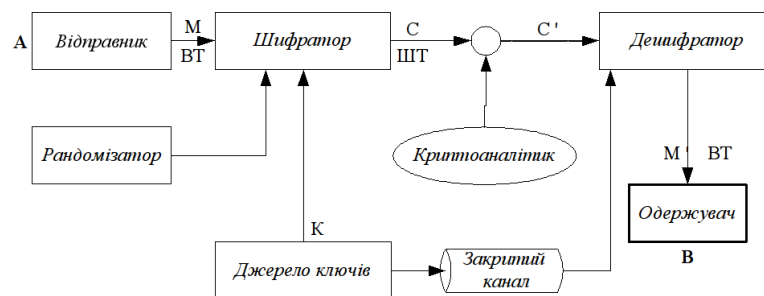 А
Відправник
М
ВТ
Шифратор
С
ШТ
С'
Дешифратор
Рандомізатор
Криптоаналітик
М' ВТ
Одержувач
В
К
Джерело ключів
Закритий
канал